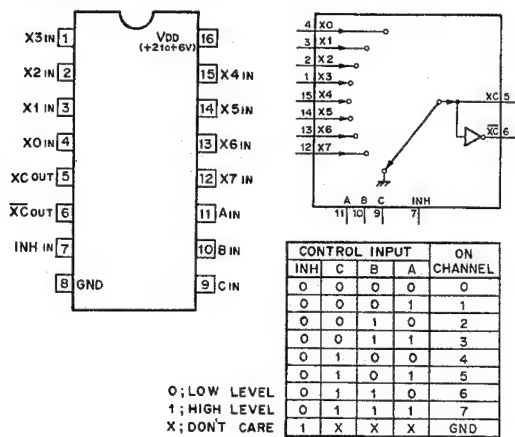 X3 IN 1
X2 IN 2
X1 IN 3
X0 IN 4
XC OUT 5
X̅C̅ OUT 6
INH IN 7
8 GND
VDD 16
(+2 TO +6V)
15 X4 IN
14 X5 IN
13 X6 IN
12 X7 IN
11 A IN
10 B IN
9 C IN
4 X0
3 X1
2 X2
1 X3
15 X4
14 X5
13 X6
12 X7
XC 5
X̅C̅ 6
A B C INH
11 10 9 7
CONTROL INPUT ON CHANNEL
INH C B A
0 0 0 0 0
0 0 0 1 1
0 0 1 0 2
0 0 1 1 3
0 1 0 0 4
0 1 0 1 5
0 1 1 0 6
0 1 1 1 7
1 X X X GND
0; LOW LEVEL
1; HIGH LEVEL
X; DON'T CARE